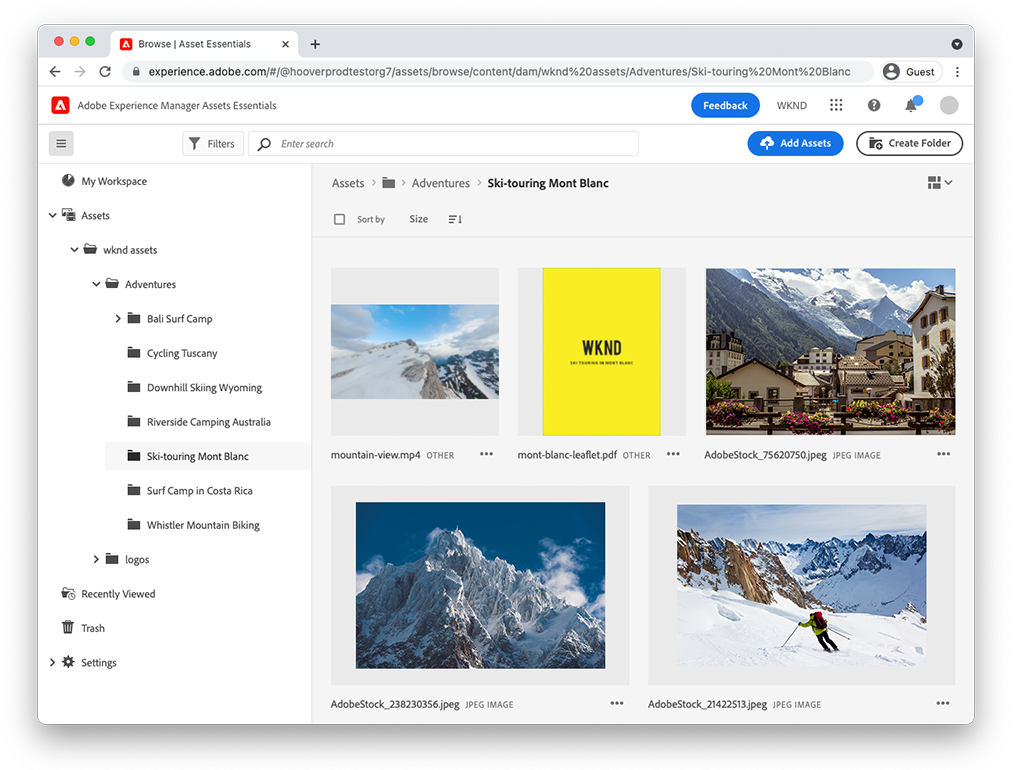 Browse | Asset Essentials
experience.adobe.com/#/@hooverprodtestorg7/assets/browse/content/dam/wknd%20assets/Adventures/Ski-touring%20Mont%20Blanc
Guest
Adobe Experience Manager Assets Essentials
Feedback
WKND
Filters
Enter search
Add Assets
Create Folder
My Workspace
Assets
wknd assets
Adventures
Bali Surf Camp
Cycling Tuscany
Downhill Skiing Wyoming
Riverside Camping Australia
Ski-touring Mont Blanc
Surf Camp in Costa Rica
Whistler Mountain Biking
logos
Recently Viewed
Trash
Settings
Assets > > Adventures > Ski-touring Mont Blanc
Sort by Size
WKND
SKI TOURING IN MONT BLANC
mountain-view.mp4 OTHER
mont-blanc-leaflet.pdf OTHER
AdobeStock_75620750.jpeg JPEG IMAGE
AdobeStock_238230356.jpeg JPEG IMAGE
AdobeStock_21422513.jpeg JPEG IMAGE